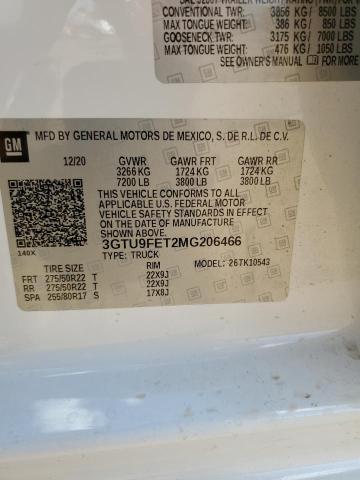 CONVENTIONAL TWR: 3856 KG/ 8500 LBS
MAX TONGUE WEIGHT: 386 KG/ 850 LBS
GOOSENECK TWR: 3175 KG/ 7000 LBS
MAX TONGUE WEIGHT: 476 KG/ 1050 LBS
SEE OWNER'S MANUAL
GM
MFD BY GENERAL MOTORS DE MEXICO, S. DE R.L. DE C.V.
12/20 GVWR GAWR FRT GAWR RR
3266 KG 1724 KG 1724 KG
7200 LB 3800 LB 3800 LB
THIS VEHICLE CONFORMS TO ALL
APPLICABLE U.S. FEDERAL MOTOR
VEHICLE SAFETY STANDARDS IN EFFECT
ON THE DATE OF MANUFACTURE
SHOWN ABOVE.
140X 3GTU9FET2MG206466
TYPE: TRUCK
TIRE SIZE RIM MODEL: 26TK10543
FRT 275/50R22 T 22X9J
RR 275/50R22 T 22X9J
SPA 255/80R17 S 17X8J